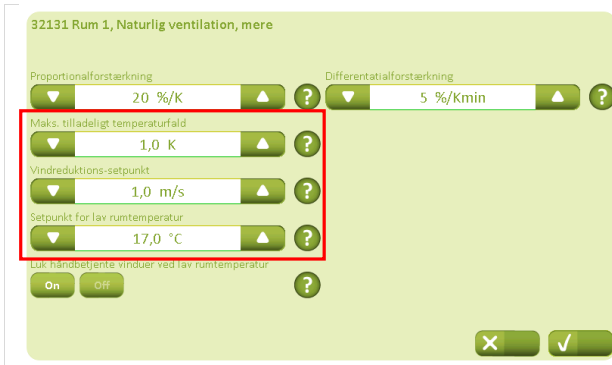 32131 Rum 1, Naturlig ventilation, mere
Proportionalforstærkning
Differentatialforstærkning
20 %/K
?
5 %/Kmin
?
Maks. tilladeligt temperaturfald
1,0 K
?
Vindreduktions-setpunkt
1,0 m/s
?
Setpunkt for lav rumtemperatur
17,0 °C
?
Luk håndbetjente vinduer ved lav rumtemperatur
On
Off
?